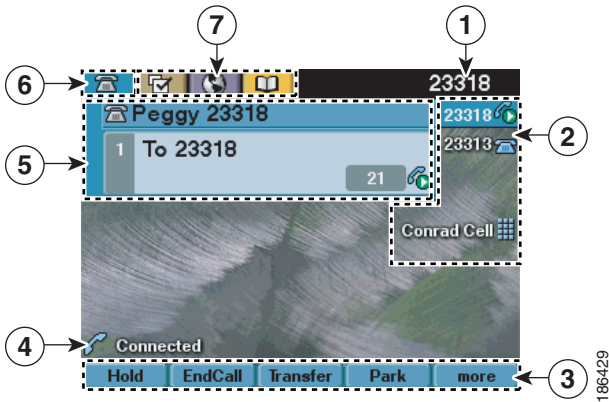 7
1
6
23318
Peggy 23318
23318
2
1 To 23318
23313
5
21
Conrad Cell
4
Connected
Hold EndCall Transfer Park more
3
186429